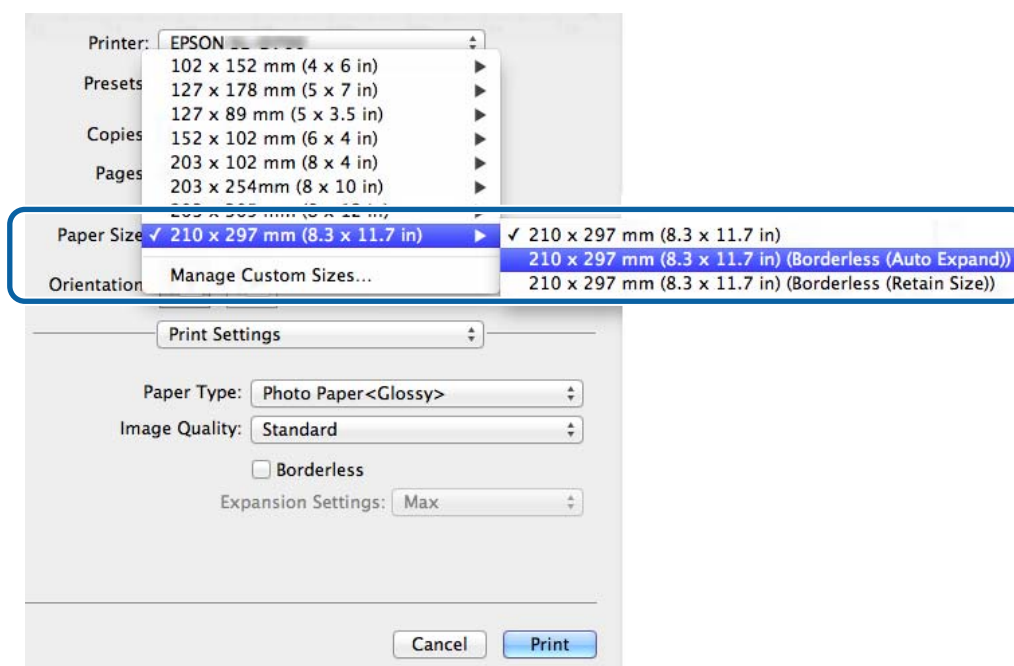 Printer: EPSON
102 x 152 mm (4 x 6 in)
Presets
127 x 178 mm (5 x 7 in)
127 x 89 mm (5 x 3.5 in)
Copies
152 x 102 mm (6 x 4 in)
203 x 102 mm (8 x 4 in)
Pages
203 x 254mm (8 x 10 in)
Paper Size ✓ 210 x 297 mm (8.3 x 11.7 in)
✓ 210 x 297 mm (8.3 x 11.7 in)
210 x 297 mm (8.3 x 11.7 in) (Borderless (Auto Expand))
210 x 297 mm (8.3 x 11.7 in) (Borderless (Retain Size))
Manage Custom Sizes...
Orientation
Print Settings
Paper Type: Photo Paper<Glossy>
Image Quality: Standard
Borderless
Expansion Settings: Max
Cancel Print